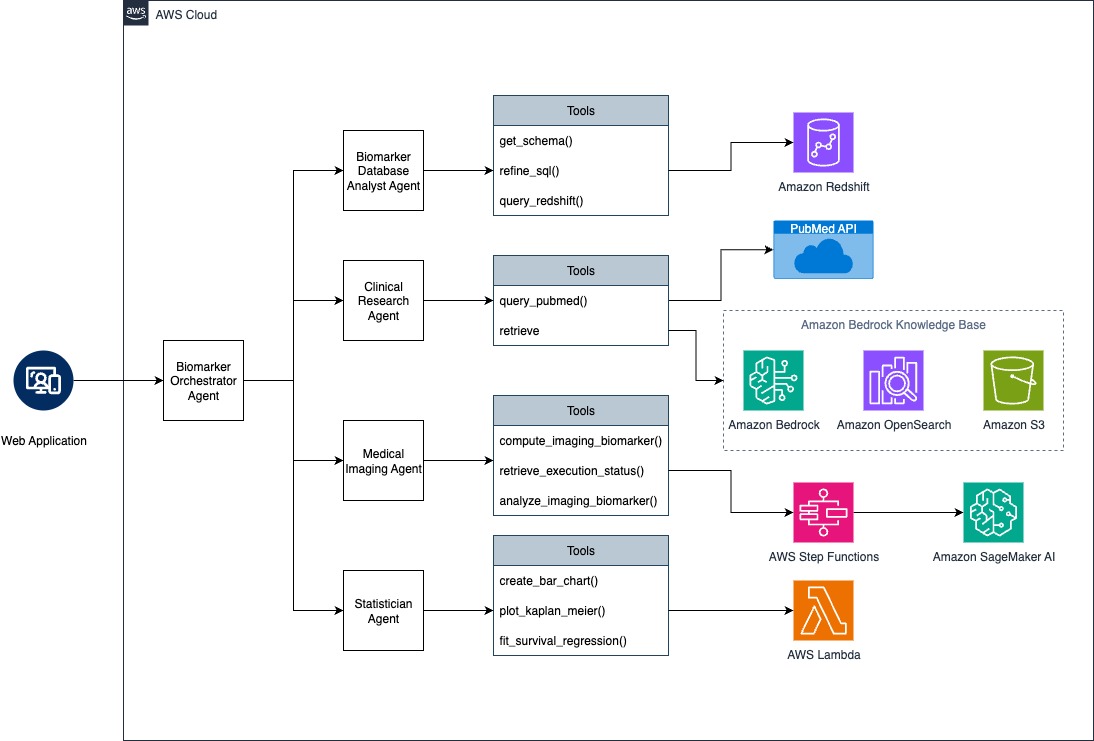 aws
AWS Cloud
Web Application
Biomarker
Orchestrator
Agent
Biomarker
Database
Analyst Agent
Tools
get_schema()
refine_sql()
query_redshift()
Amazon Redshift
Clinical
Research
Agent
Tools
query_pubmed()
retrieve
PubMed API
Amazon Bedrock Knowledge Base
Amazon Bedrock
Amazon OpenSearch
Amazon S3
Medical
Imaging Agent
Tools
compute_imaging_biomarker()
retrieve_execution_status()
analyze_imaging_biomarker()
AWS Step Functions
Amazon SageMaker AI
Statistician
Agent
Tools
create_bar_chart()
plot_kaplan_meier()
fit_survival_regression()
AWS Lambda